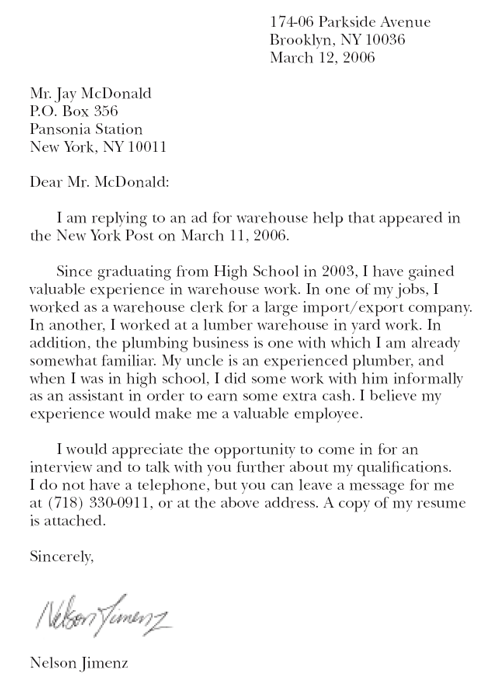 174-06 Parkside Avenue
Brooklyn, NY 10036
March 12, 2006
Mr. Jay McDonald
P.O. Box 356
Pansonia Station
New York, NY 10011
Dear Mr. McDonald:
I am replying to an ad for warehouse help that appeared in
the New York Post on March 11, 2006.
Since graduating from High School in 2003, I have gained
valuable experience in warehouse work. In one of my jobs, I
worked as a warehouse clerk for a large import/export company.
In another, I worked at a lumber warehouse in yard work. In
addition, the plumbing business is one with which I am already
somewhat familiar. My uncle is an experienced plumber, and
when I was in high school, I did some work with him informally
as an assistant in order to earn some extra cash. I believe my
experience would make me a valuable employee.
I would appreciate the opportunity to come in for an
interview and to talk with you further about my qualifications.
I do not have a telephone, but you can leave a message for me
at (718) 330-0911, or at the above address. A copy of my resume
is attached.
Sincerely,
Nelson Jimenz
Nelson Jimenz